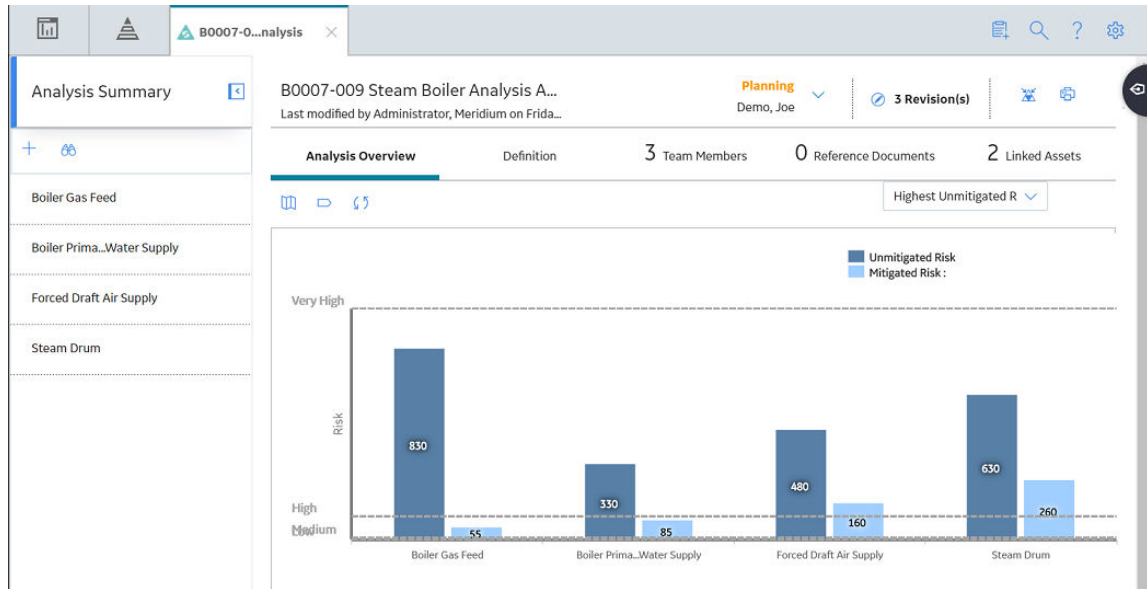 B0007-0...nalysis
Analysis Summary
Boiler Gas Feed
Boiler Prima...Water Supply
Forced Draft Air Supply
Steam Drum
B0007-009 Steam Boiler Analysis A...
Last modified by Administrator, Meridium on Frida...
Planning
Demo, Joe
3 Revision(s)
Analysis Overview
Definition
3 Team Members
0 Reference Documents
2 Linked Assets
Highest Unmitigated R
Unmitigated Risk
Mitigated Risk :
Very High
Risk
High
Medium
Low
830
55
330
85
480
160
630
260
Boiler Gas Feed
Boiler Prima...Water Supply
Forced Draft Air Supply
Steam Drum